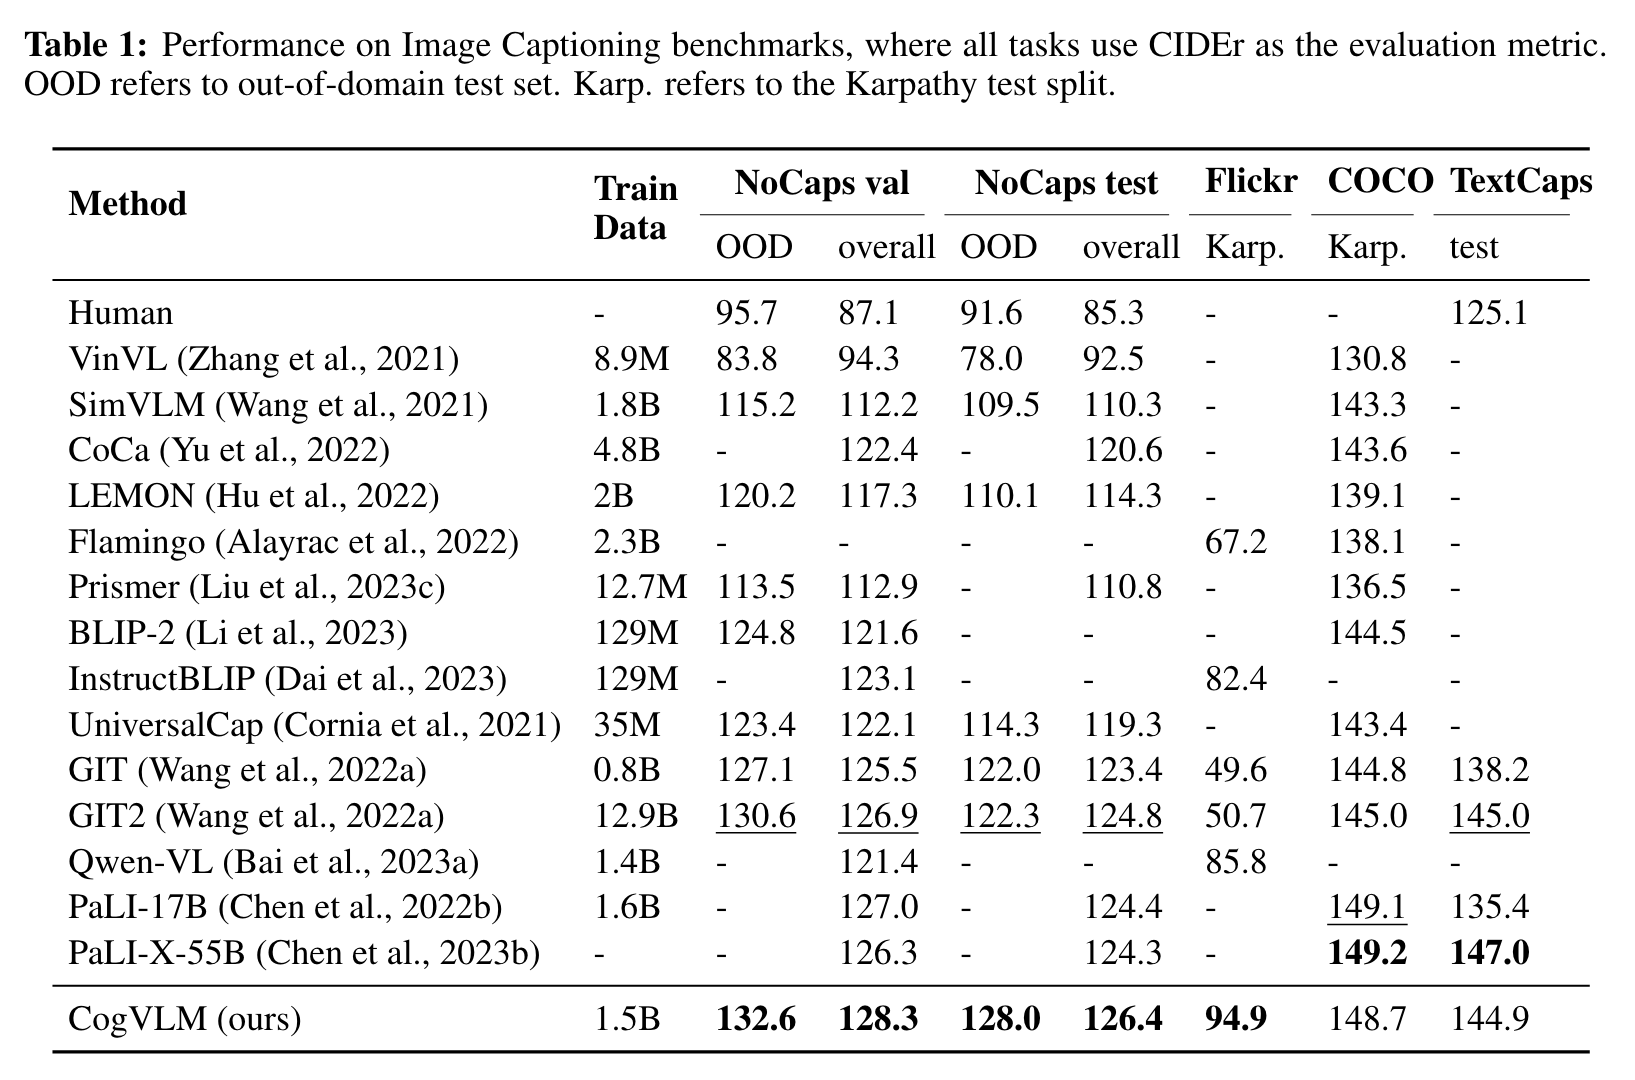 Table 1: Performance on Image Captioning benchmarks, where all tasks use CIDEr as the evaluation metric.
OOD refers to out-of-domain test set. Karp. refers to the Karpathy test split.
Method Train Data NoCaps val NoCaps test Flickr COCO TextCaps
OOD overall OOD overall Karp. Karp. test
Human - 95.7 87.1 91.6 85.3 - - 125.1
VinVL (Zhang et al., 2021) 8.9M 83.8 94.3 78.0 92.5 - 130.8 -
SimVLM (Wang et al., 2021) 1.8B 115.2 112.2 109.5 110.3 - 143.3 -
CoCa (Yu et al., 2022) 4.8B - 122.4 - 120.6 - 143.6 -
LEMON (Hu et al., 2022) 2B 120.2 117.3 110.1 114.3 - 139.1 -
Flamingo (Alayrac et al., 2022) 2.3B - - - - 67.2 138.1 -
Prismer (Liu et al., 2023c) 12.7M 113.5 112.9 - 110.8 - 136.5 -
BLIP-2 (Li et al., 2023) 129M 124.8 121.6 - - - 144.5 -
InstructBLIP (Dai et al., 2023) 129M - 123.1 - - 82.4 - -
UniversalCap (Cornia et al., 2021) 35M 123.4 122.1 114.3 119.3 - 143.4 -
GIT (Wang et al., 2022a) 0.8B 127.1 125.5 122.0 123.4 49.6 144.8 138.2
GIT2 (Wang et al., 2022a) 12.9B 130.6 126.9 122.3 124.8 50.7 145.0 145.0
Qwen-VL (Bai et al., 2023a) 1.4B - 121.4 - - 85.8 - -
PaLI-17B (Chen et al., 2022b) 1.6B - 127.0 - 124.4 - 149.1 135.4
PaLI-X-55B (Chen et al., 2023b) - - 126.3 - 124.3 - 149.2 147.0
CogVLM (ours) 1.5B 132.6 128.3 128.0 126.4 94.9 148.7 144.9